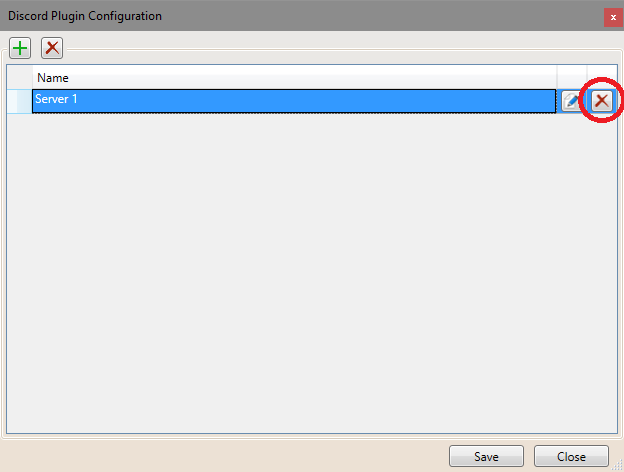 Discord Plugin Configuration
x
Name
Server 1
Save
Close